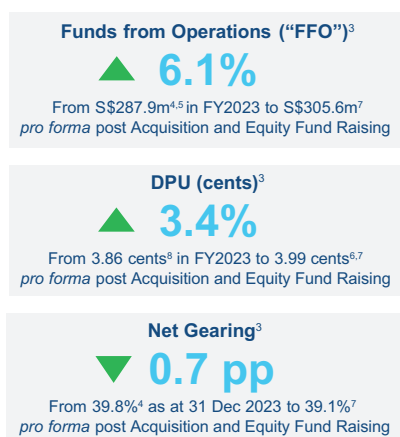 Funds from Operations (“FFO”)3
6.1%
From S$287.9m4,5 in FY2023 to S$305.6m7
pro forma post Acquisition and Equity Fund Raising
DPU (cents)3
3.4%
From 3.86 cents8 in FY2023 to 3.99 cents6,7
pro forma post Acquisition and Equity Fund Raising
Net Gearing3
0.7 pp
From 39.8%4 as at 31 Dec 2023 to 39.1%7
pro forma post Acquisition and Equity Fund Raising